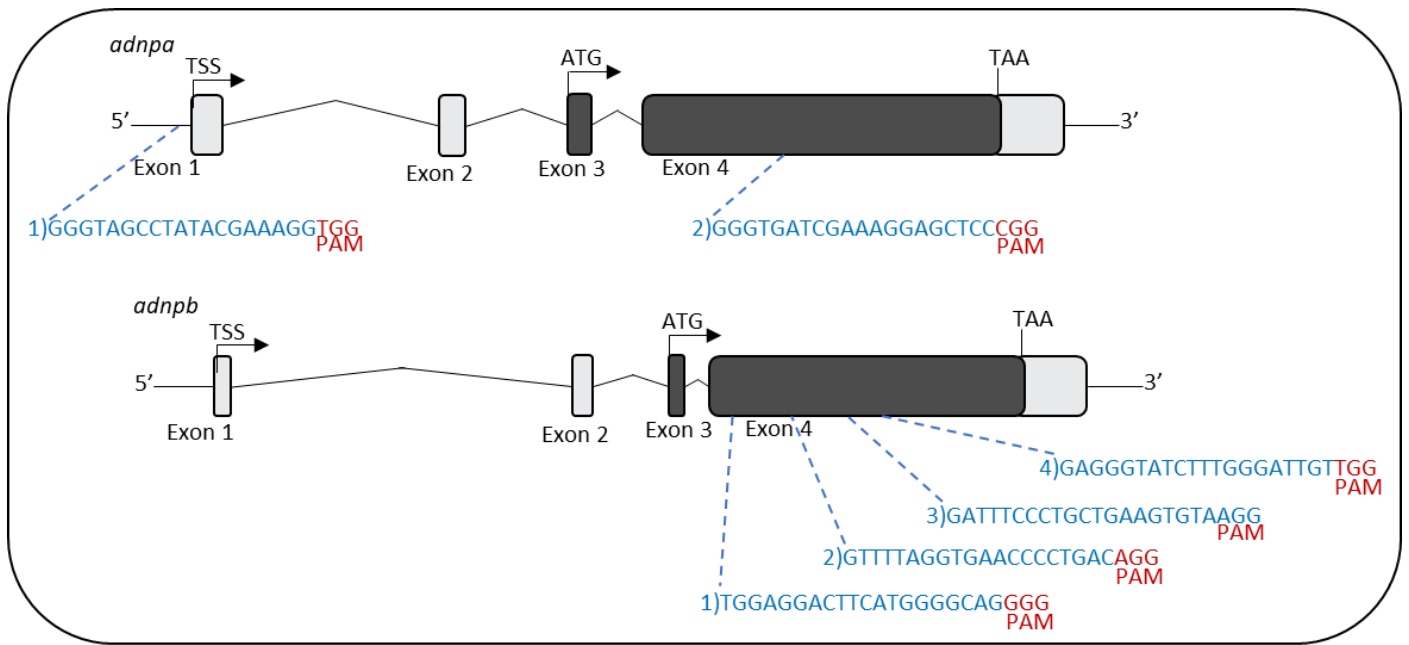 adnpa
TSS
ATG
TAA
5’
3’
Exon 1
Exon 2
Exon 3
Exon 4
1)GGGTAGCCTATACGAAAGGTGG
PAM
2)GGGTGATCGAAAGGAGCTCCCGG
PAM
adnpb
TSS
ATG
TAA
5’
3’
Exon 1
Exon 2
Exon 3
Exon 4
4)GAGGGTATCTTTGGGATTGTTGG
PAM
3)GATTTCCCTGCTGAAGTGTAAGG
PAM
2)GTTTTAGGTGAACCCCTGACAGG
PAM
1)TGGAGGACTTCATGGGGCAGGGG
PAM